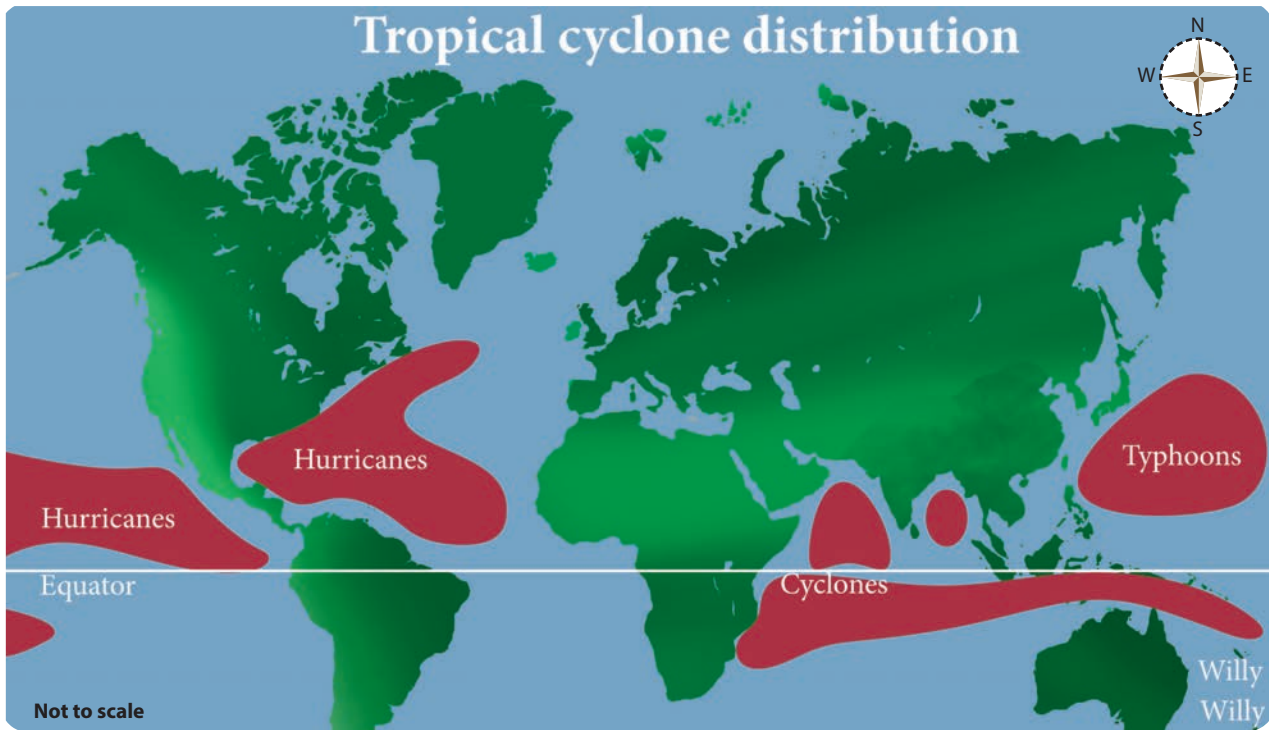 Tropical cyclone distribution
N
W
E
S
Hurricanes
Typhoons
Hurricanes
Equator
Cyclones
Willy
Willy
Not to scale